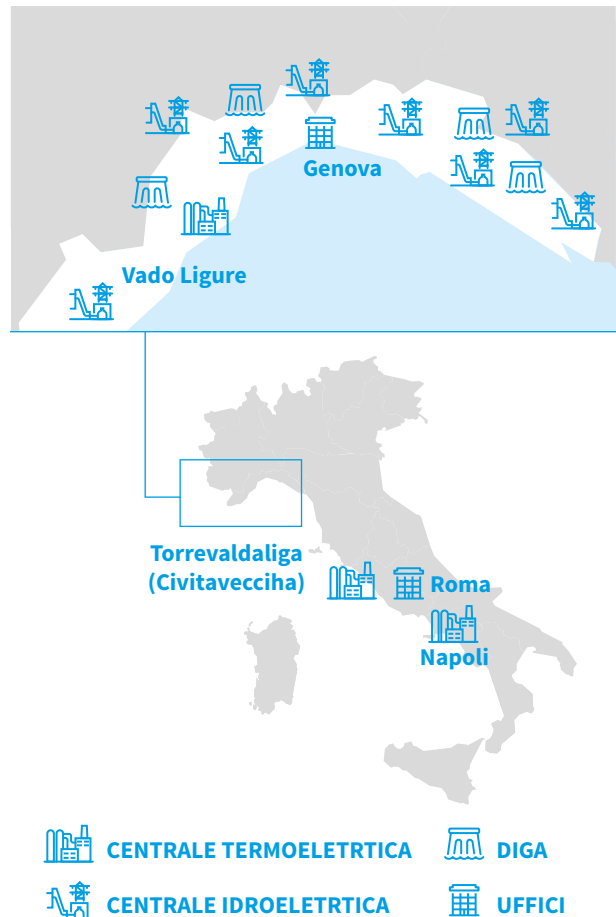 Genova
Vado Ligure
Torrevaldaliga
(Civitavecciha)
Roma
Napoli
CENTRALE TERMOELETRTICA
DIGA
CENTRALE IDROELETRTICA
UFFICI